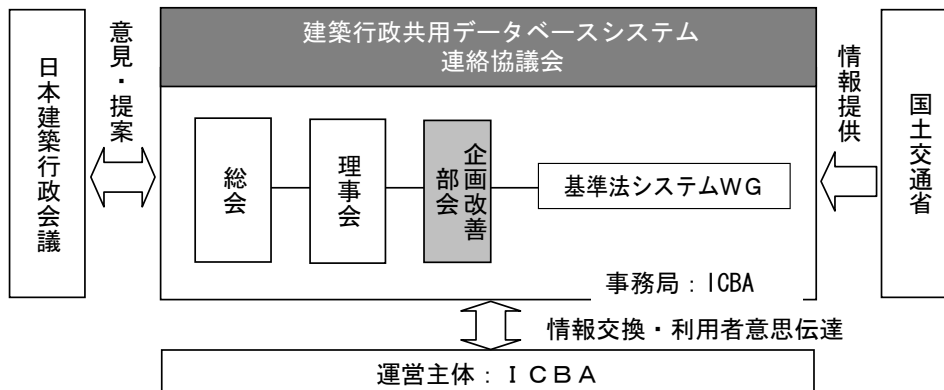 日本建築行政会議
意見・提案
建築行政共用データベースシステム
連絡協議会
総会
理事会
企画改善
部会
基準法システムWG
事務局：ICBA
情報提供
国土交通省
情報交換・利用者意思伝達
運営主体：ＩＣＢＡ